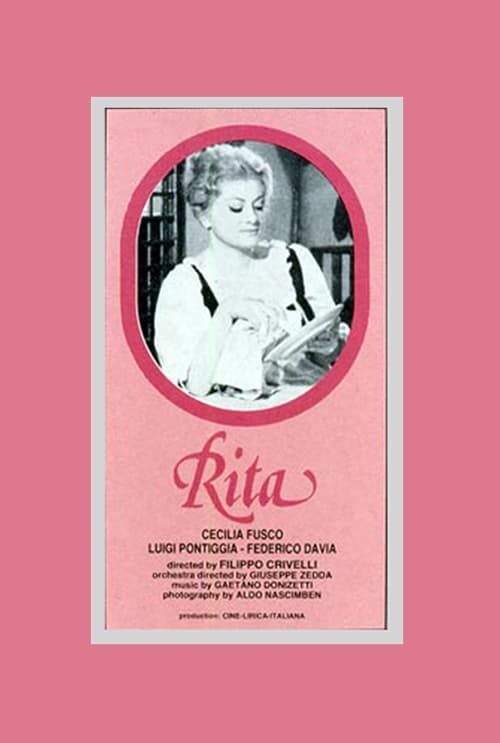 Rita
CECILIA FUSCO
LUIGI PONTIGGIA - FEDERICO DAVIA
directed by FILIPPO CRIVELLI
orchestra directed by GIUSEPPE ZEDDA
music by GAETANO DONIZETTI
photography by ALDO NASCIMBEN
production: CINE-LIRICA-ITALIANA